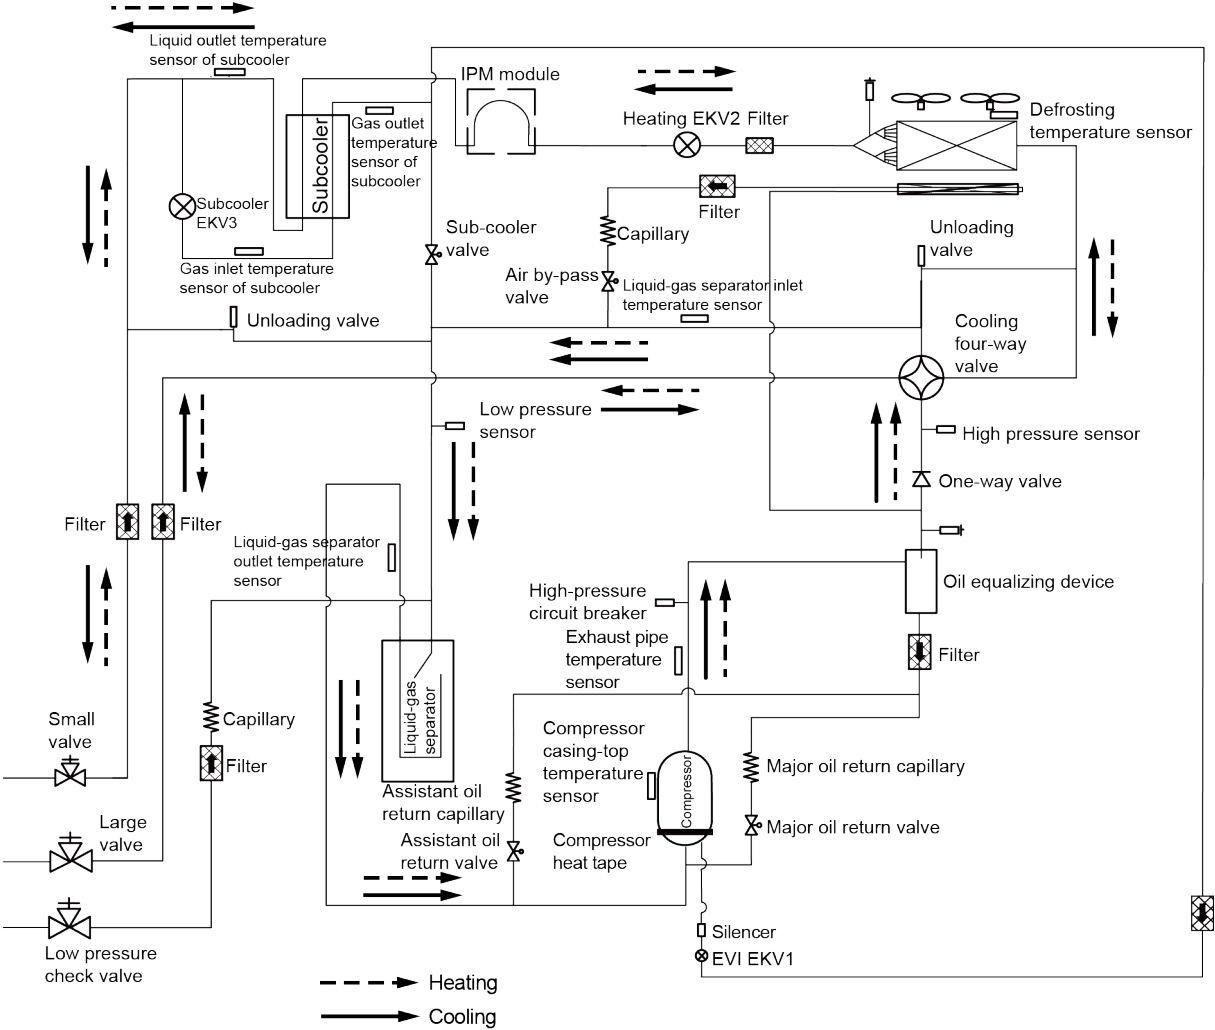 Liquid outlet temperature
sensor of subcooler
IPM module
Heating EKV2 Filter
Defrosting
temperature sensor
Gas outlet
temperature
sensor of
subcooler
Subcooler
Subcooler
EKV3
Filter
Capillary
Sub-cooler
valve
Unloading
valve
Gas inlet temperature
sensor of subcooler
Air by-pass
valve
Liquid-gas separator inlet
temperature sensor
Unloading valve
Cooling
four-way
valve
Low pressure
sensor
High pressure sensor
One-way valve
Filter
Filter
Liquid-gas separator
outlet temperature
sensor
High-pressure
circuit breaker
Oil equalizing device
Exhaust pipe
temperature
sensor
Filter
Liquid-gas
separator
Small
valve
Capillary
Filter
Compressor
casing-top
temperature
sensor
Compressor
Major oil return capillary
Assistant oil
return capillary
Large
valve
Assistant oil
return valve
Compressor
heat tape
Major oil return valve
Low pressure
check valve
Silencer
EVI EKV1
Heating
Cooling